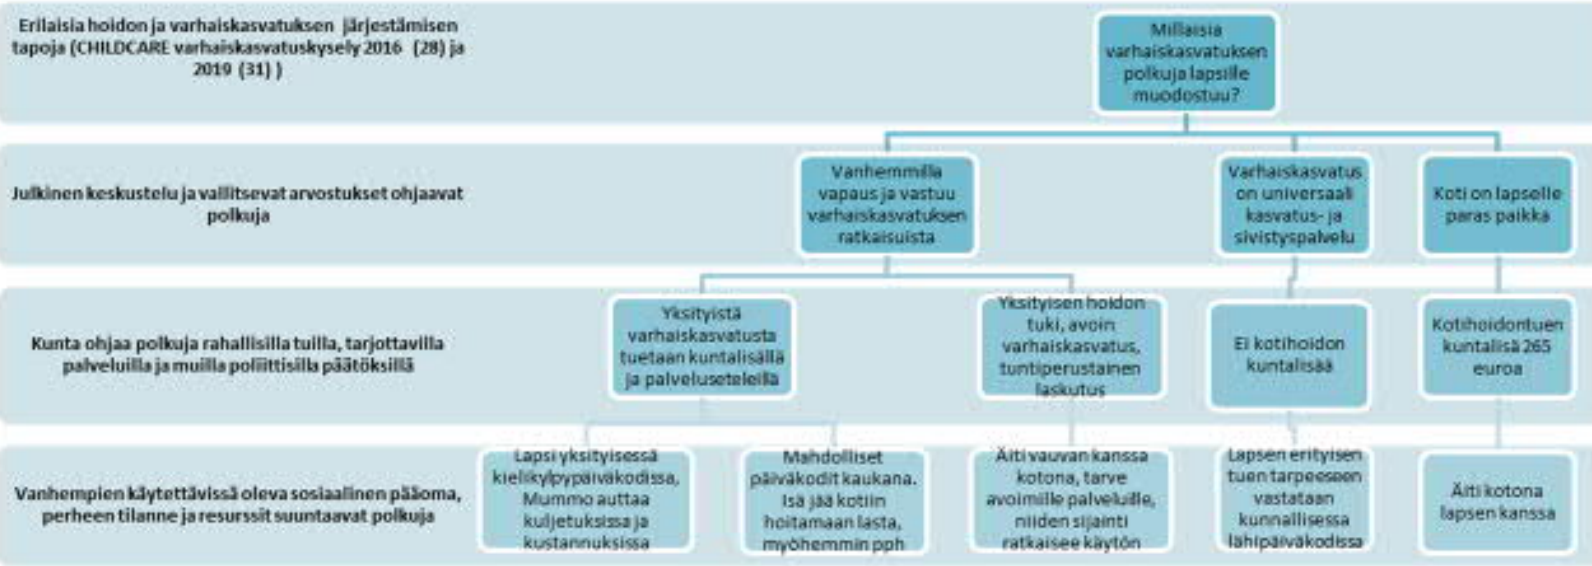 Erilaisia hoidon ja varhaiskasvatuksen järjestämisen
tapoja (CHILDCARE varhaiskasvatuskysely 2016 (28) ja
2019 (31) )
Millaisia
varhaiskasvatuksen
polkuja lapsille
muodostuu?
Julkinen keskustelu ja vallitsevat arvostukset ohjaavat
polkuja
Vanhemmilla
vapaus ja vastuu
varhaiskasvatuksen
ratkaisuista
Varhaiskasvatus
on universaali
kasvatus- ja
sivistyspalvelu
Koti on lapselle
paras paikka
Kunta ohjaa polkuja rahallisilla tuilla, tarjottavilla
palveluilla ja muilla poliittisilla päätöksillä
Yksityistä
varhaiskasvatusta
tuetaan kuntalisällä
ja palveluseteleillä
Yksityisen hoidon
tuki, avoin
varhaiskasvatus,
tuntiperustainen
laskutus
Ei kotihoidon
kuntalisää
Kotihoidontuen
kuntalisä 265
euroa
Vanhempien käytettävissä oleva sosiaalinen pääoma,
perheen tilanne ja resurssit suuntaavat polkuja
Lapsi yksityisessä
kielikylpypäiväkodissa,
Mummo auttaa
kuljetuksissa ja
kustannuksissa
Mahdolliset
päiväkodit kaukana.
Isä jää kotiin
hoitamaan lasta,
myöhemmin pph
Äiti vauvan kanssa
kotona, tarve
avoimille palveluille,
niiden sijainti
ratkaisee käytön
Lapsen erityisen
tuen tarpeeseen
vastataan
kunnallisessa
lähipäiväkodissa
Äiti kotona
lapsen kanssa